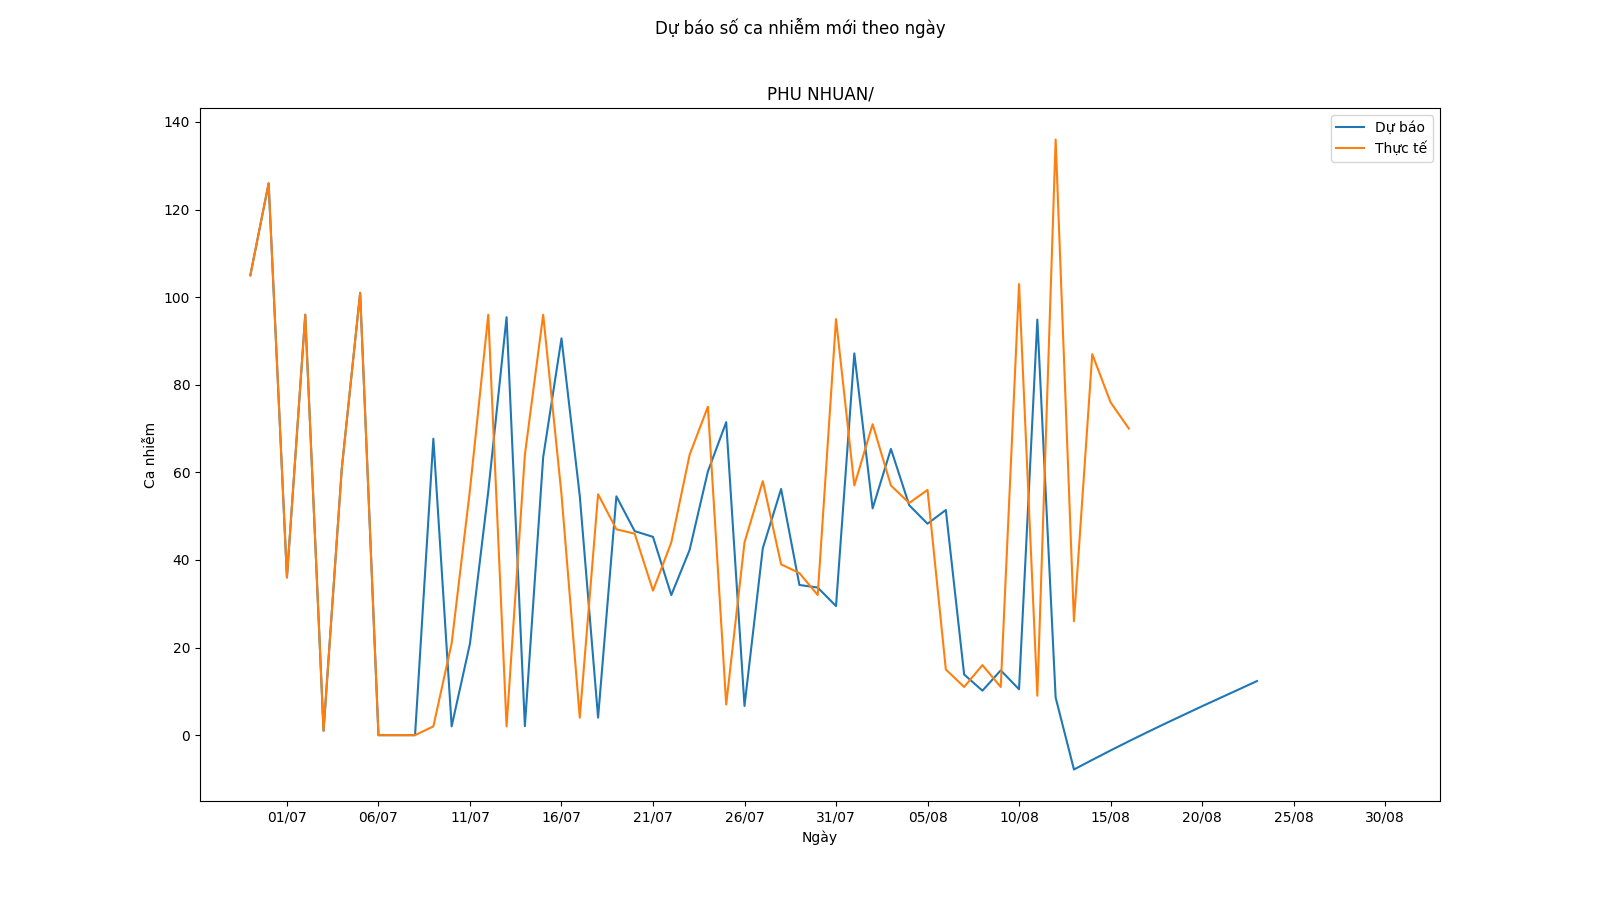 Dự báo số ca nhiễm mới theo ngày
PHU NHUAN/
Dự báo
Thực tế
140
120
100
80
60
40
20
0
Ca nhiễm
01/07 06/07 11/07 16/07 21/07 26/07 31/07 05/08 10/08 15/08 20/08 25/08 30/08
Ngày